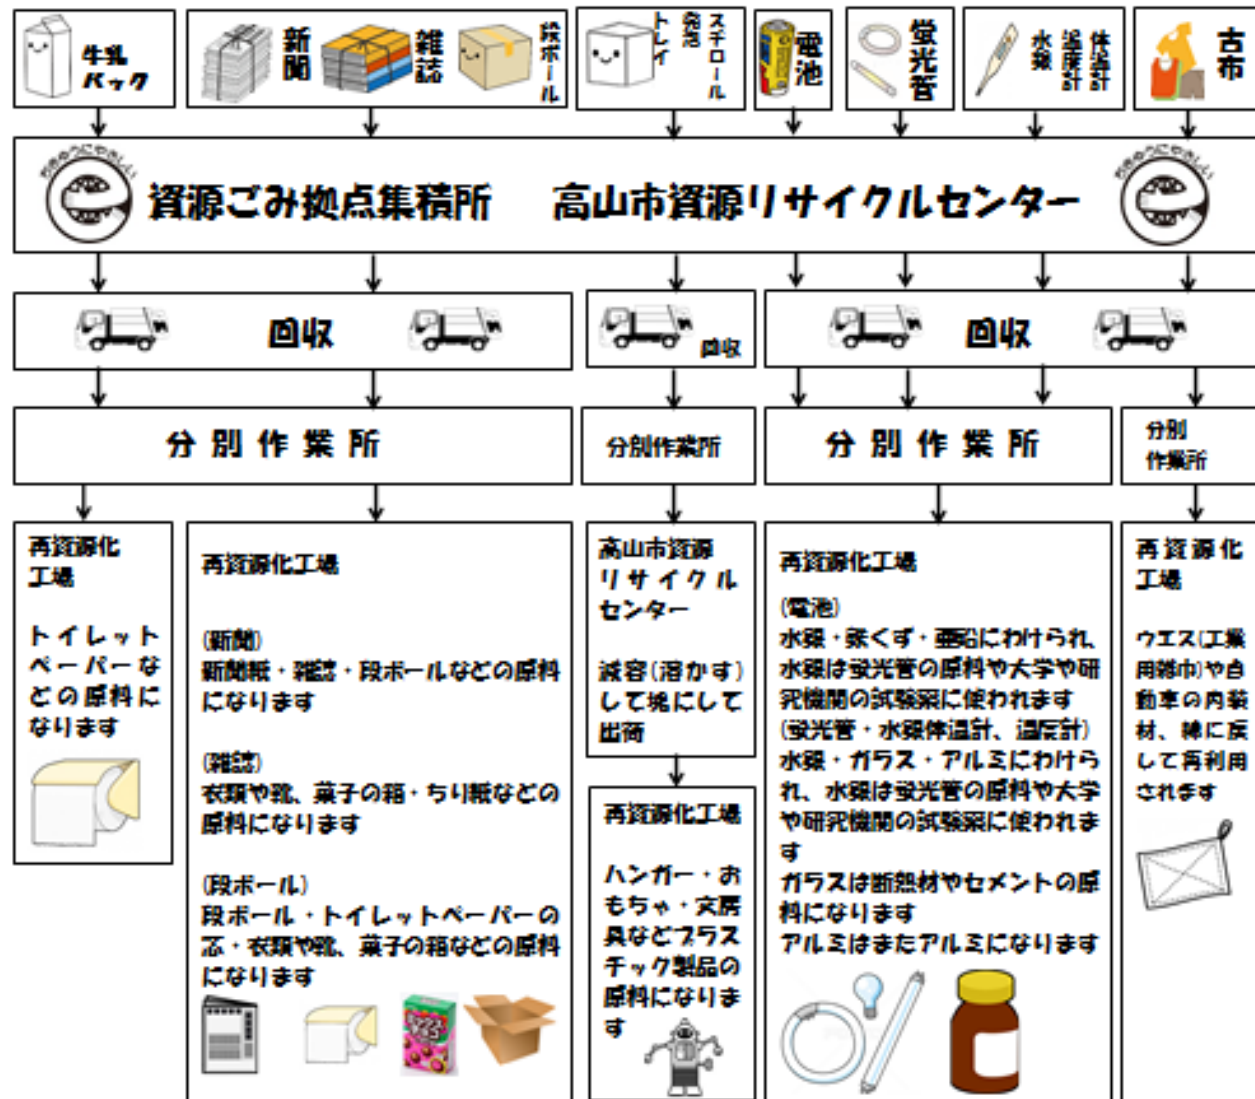 牛乳
パック
新聞
雑誌
段ボール
トレイ
発泡
スチロール
電池
蛍光管
水銀
温度計
体温計
古布
ちきゅうにやさしい
資源ごみ拠点集積所 高山市資源リサイクルセンター
ちきゅうにやさしい
回収
回収
回収
分別作業所
分別作業所
分別作業所
分別
作業所
再資源化
工場
トイレット
ペーパーな
どの原料に
なります
再資源化工場
(新聞)
新聞紙・雑誌・段ボールなどの原料
になります
(雑誌)
衣類や靴、菓子の箱・ちり紙などの
原料になります
(段ボール)
段ボール・トイレットペーパーの
芯・衣類や靴、菓子の箱などの原料
になります
高山市資源
リサイクル
センター
減容(溶かす)
して塊にして
出荷
再資源化工場
ハンガー・お
もちゃ・文房
具などプラス
チック製品の
原料になりま
す
再資源化工場
(電池)
水銀・鉄くず・亜鉛にわけられ、
水銀は蛍光管の原料や大学や研
究機関の試験薬に使われます
(蛍光管・水銀体温計、温度計)
水銀・ガラス・アルミにわけら
れ、水銀は蛍光管の原料や大学
や研究機関の試験薬に使われま
す
ガラスは断熱材やセメントの原
料になります
アルミはまたアルミになります
再資源化
工場
ウエス(工業
用雑巾)や自
動車の内装
材、綿に戻
して再利用
されます